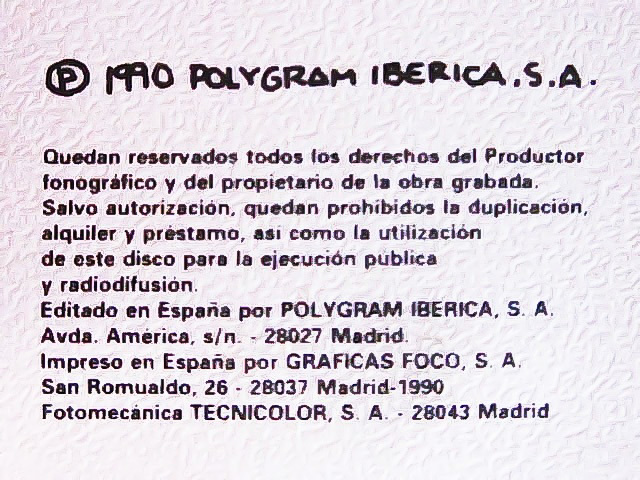 ℗ 1990 POLYGRAM IBERICA, S.A.
Quedan reservados todos los derechos del Productor
fonográfico y del propietario de la obra grabada.
Salvo autorización, quedan prohibidos la duplicación,
alquiler y préstamo, asi como la utilización
de este disco para la ejecución pública
y radiodifusión.
Editado en España por POLYGRAM IBERICA, S. A.
Avda. América, s/n. - 28027 Madrid.
Impreso en España por GRAFICAS FOCO, S. A.
San Romualdo, 26 - 28037 Madrid-1990
Fotomecánica TECNICOLOR, S. A. - 28043 Madrid